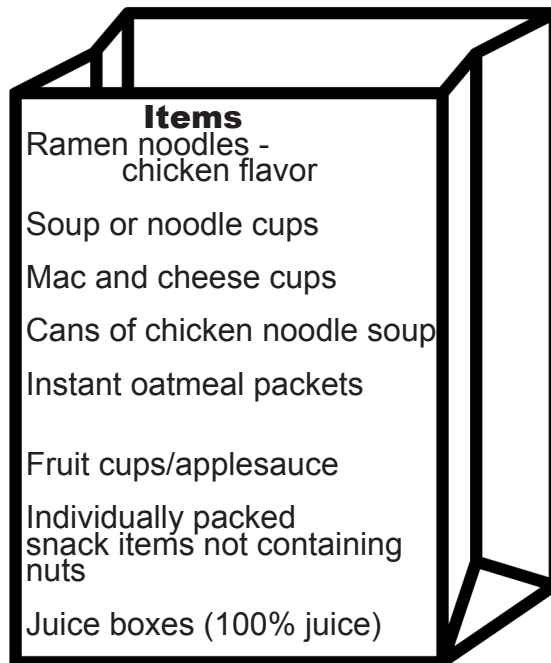 Items
Ramen noodles -
chicken flavor
Soup or noodle cups
Mac and cheese cups
Cans of chicken noodle soup
Instant oatmeal packets
Fruit cups/applesauce
Individually packed
snack items not containing
nuts
Juice boxes (100% juice)